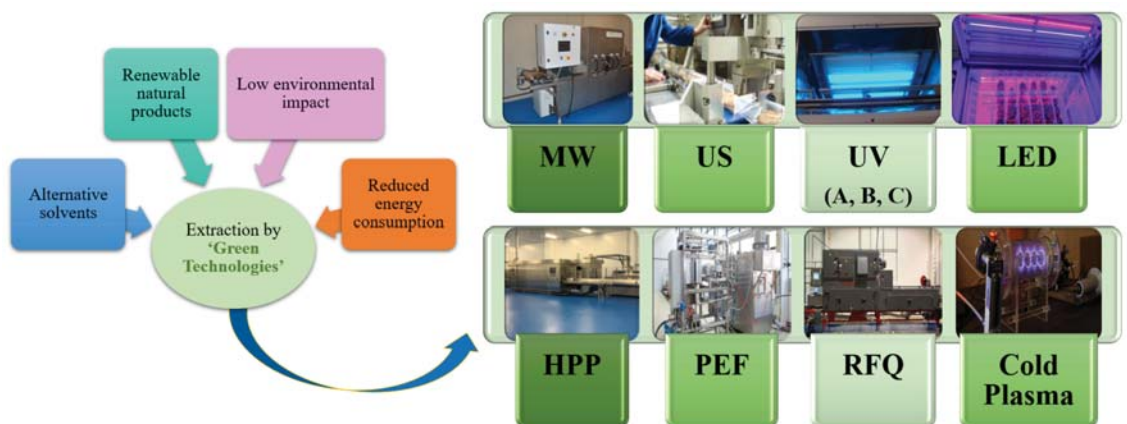 Renewable
natural
products
Low environmental
impact
Alternative
solvents
Reduced
energy
consumption
Extraction by
‘Green
Technologies’
MW
US
UV
(A, B, C)
LED
HPP
PEF
RFQ
Cold
Plasma